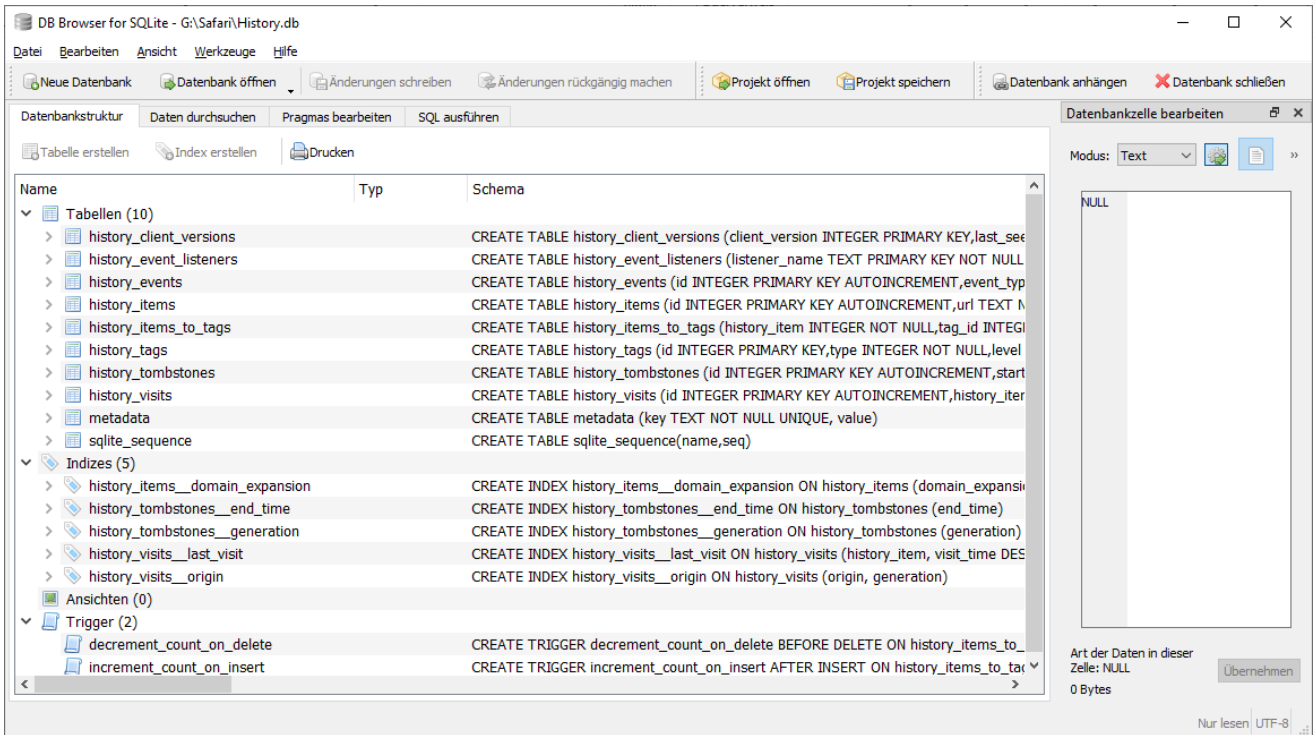 DB Browser for SQLite - G:\Safari\History.db
Datei Bearbeiten Ansicht Werkzeuge Hilfe
Neue Datenbank Datenbank öffnen Änderungen schreiben Änderungen rückgängig machen Projekt öffnen Projekt speichern Datenbank anhängen Datenbank schließen
Datenbankstruktur Daten durchsuchen Pragmas bearbeiten SQL ausführen
Tabelle erstellen Index erstellen Drucken
Name Typ Schema
Tabellen (10)
history_client_versions CREATE TABLE history_client_versions (client_version INTEGER PRIMARY KEY,last_see
history_event_listeners CREATE TABLE history_event_listeners (listener_name TEXT PRIMARY KEY NOT NULL
history_events CREATE TABLE history_events (id INTEGER PRIMARY KEY AUTOINCREMENT,event_typ
history_items CREATE TABLE history_items (id INTEGER PRIMARY KEY AUTOINCREMENT,url TEXT N
history_items_to_tags CREATE TABLE history_items_to_tags (history_item INTEGER NOT NULL,tag_id INTEG
history_tags CREATE TABLE history_tags (id INTEGER PRIMARY KEY,type INTEGER NOT NULL,level
history_tombstones CREATE TABLE history_tombstones (id INTEGER PRIMARY KEY AUTOINCREMENT,start
history_visits CREATE TABLE history_visits (id INTEGER PRIMARY KEY AUTOINCREMENT,history_iter
metadata CREATE TABLE metadata (key TEXT NOT NULL UNIQUE, value)
sqlite_sequence CREATE TABLE sqlite_sequence(name,seq)
Indizes (5)
history_items__domain_expansion CREATE INDEX history_items__domain_expansion ON history_items (domain_expansi
history_tombstones__end_time CREATE INDEX history_tombstones__end_time ON history_tombstones (end_time)
history_tombstones__generation CREATE INDEX history_tombstones__generation ON history_tombstones (generation)
history_visits__last_visit CREATE INDEX history_visits__last_visit ON history_visits (history_item, visit_time DES
history_visits__origin CREATE INDEX history_visits__origin ON history_visits (origin, generation)
Ansichten (0)
Trigger (2)
decrement_count_on_delete CREATE TRIGGER decrement_count_on_delete BEFORE DELETE ON history_items_to_
increment_count_on_insert CREATE TRIGGER increment_count_on_insert AFTER INSERT ON history_items_to_tag
Datenbankzelle bearbeiten
Modus: Text »
NULL
Art der Daten in dieser
Zelle: NULL
0 Bytes
Übernehmen
Nur lesen UTF-8